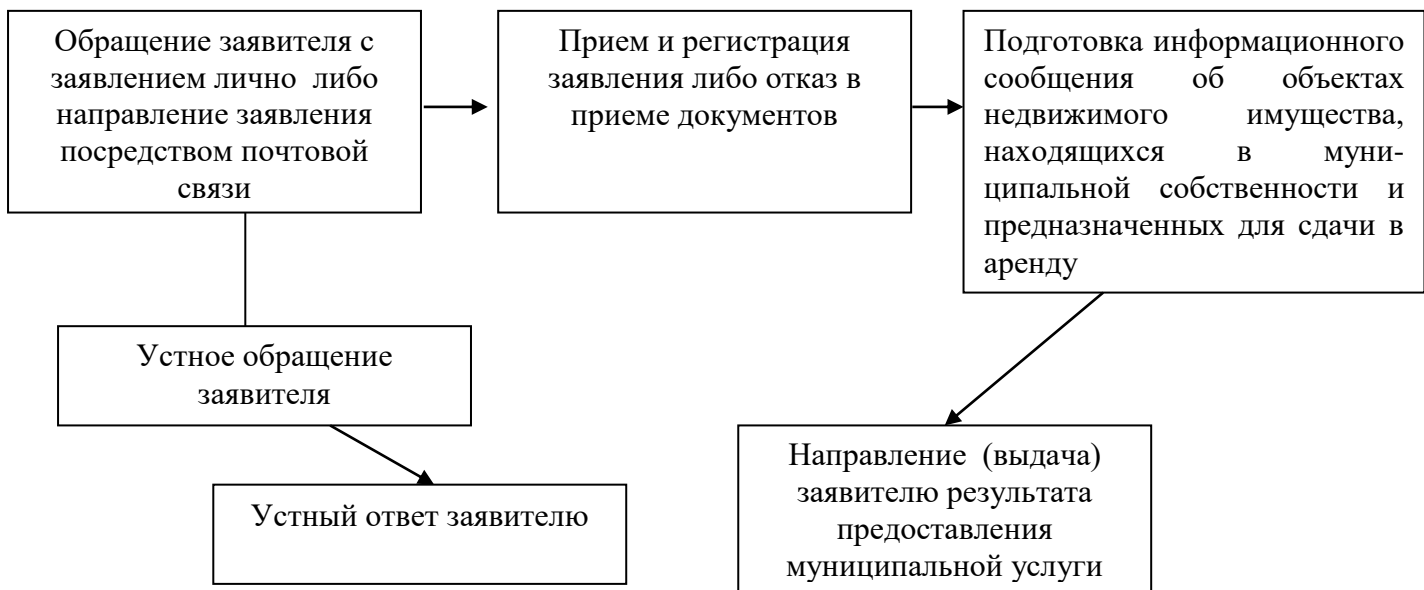 Обращение заявителя с
заявлением лично либо
направление заявления
посредством почтовой
связи
Прием и регистрация
заявления либо отказ в
приеме документов
Подготовка информационного
сообщения об объектах
недвижимого имущества,
находящихся в муни-
ципальной собственности и
предназначенных для сдачи в
аренду
Устное обращение
заявителя
Устный ответ заявителю
Направление (выдача)
заявителю результата
предоставления
муниципальной услуги